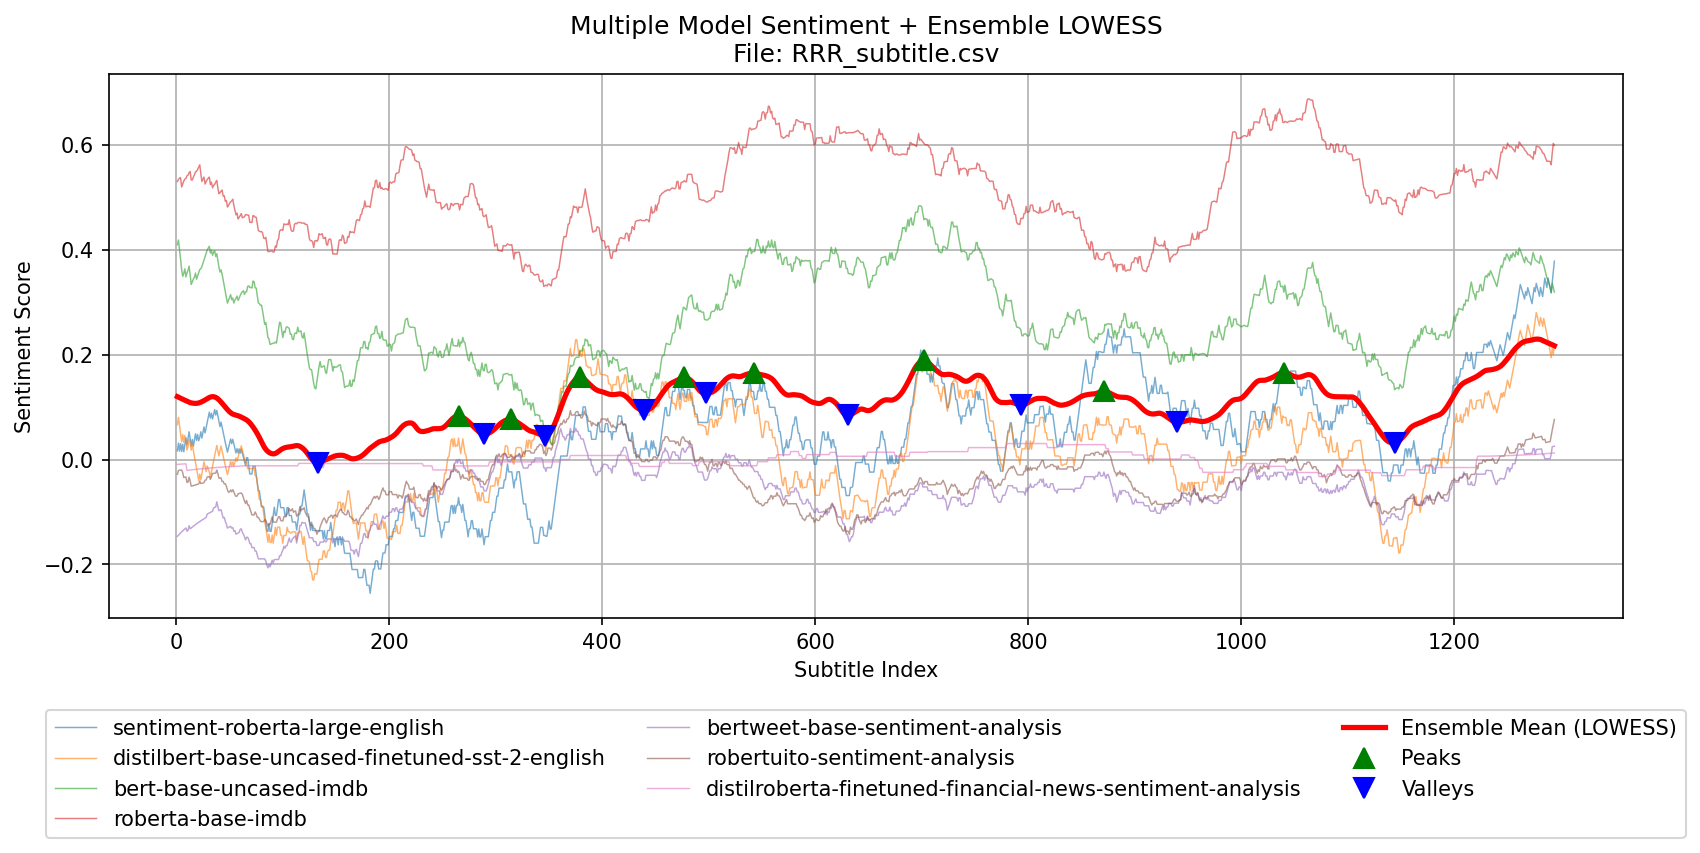 Multiple Model Sentiment + Ensemble LOWESS
File: RRR_subtitle.csv
Sentiment Score
0.6
0.4
0.2
0.0
−0.2
0 200 400 600 800 1000 1200
Subtitle Index
sentiment-roberta-large-english
distilbert-base-uncased-finetuned-sst-2-english
bert-base-uncased-imdb
roberta-base-imdb
bertweet-base-sentiment-analysis
robertuito-sentiment-analysis
distilroberta-finetuned-financial-news-sentiment-analysis
Ensemble Mean (LOWESS)
Peaks
Valleys